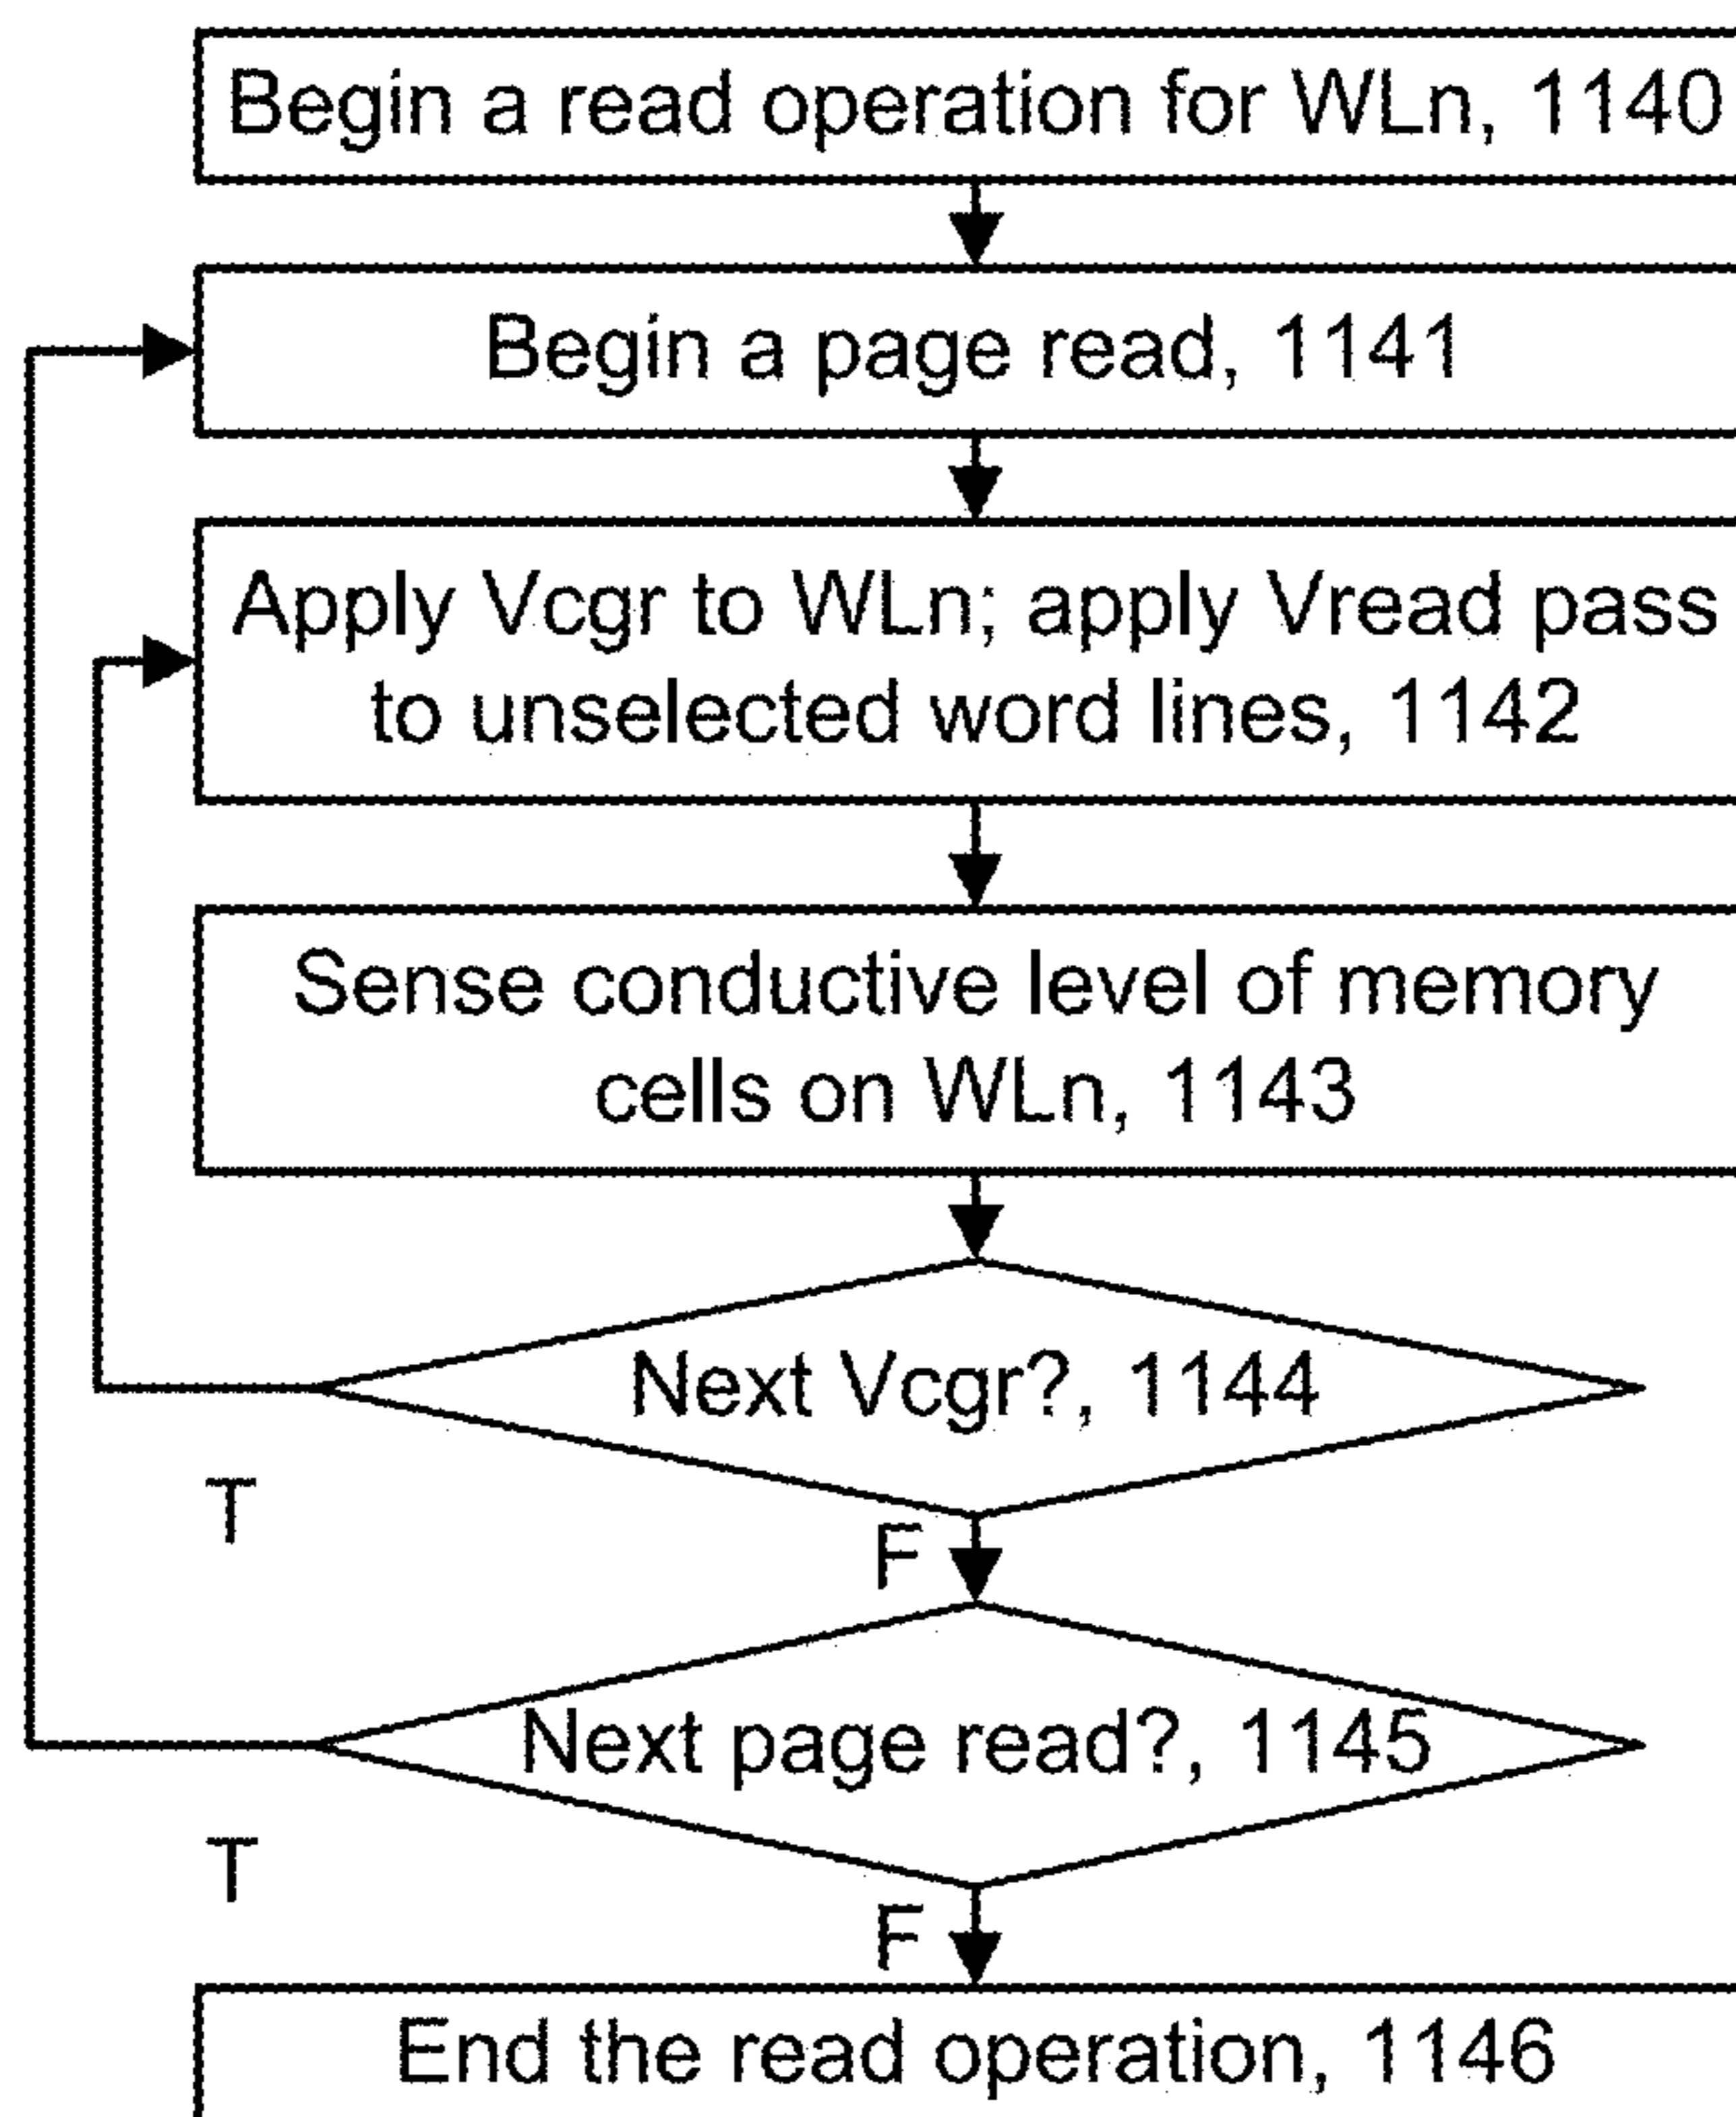 Begin a read operation for WLn, 1140
Begin a page read, 1141
Apply Vcgr to WLn; apply Vread pass
to unselected word lines, 1142
Sense conductive level of memory
cells on WLn, 1143
Next Vcgr?, 1144
T
F
Next page read?, 1145
T
F
End the read operation, 1146